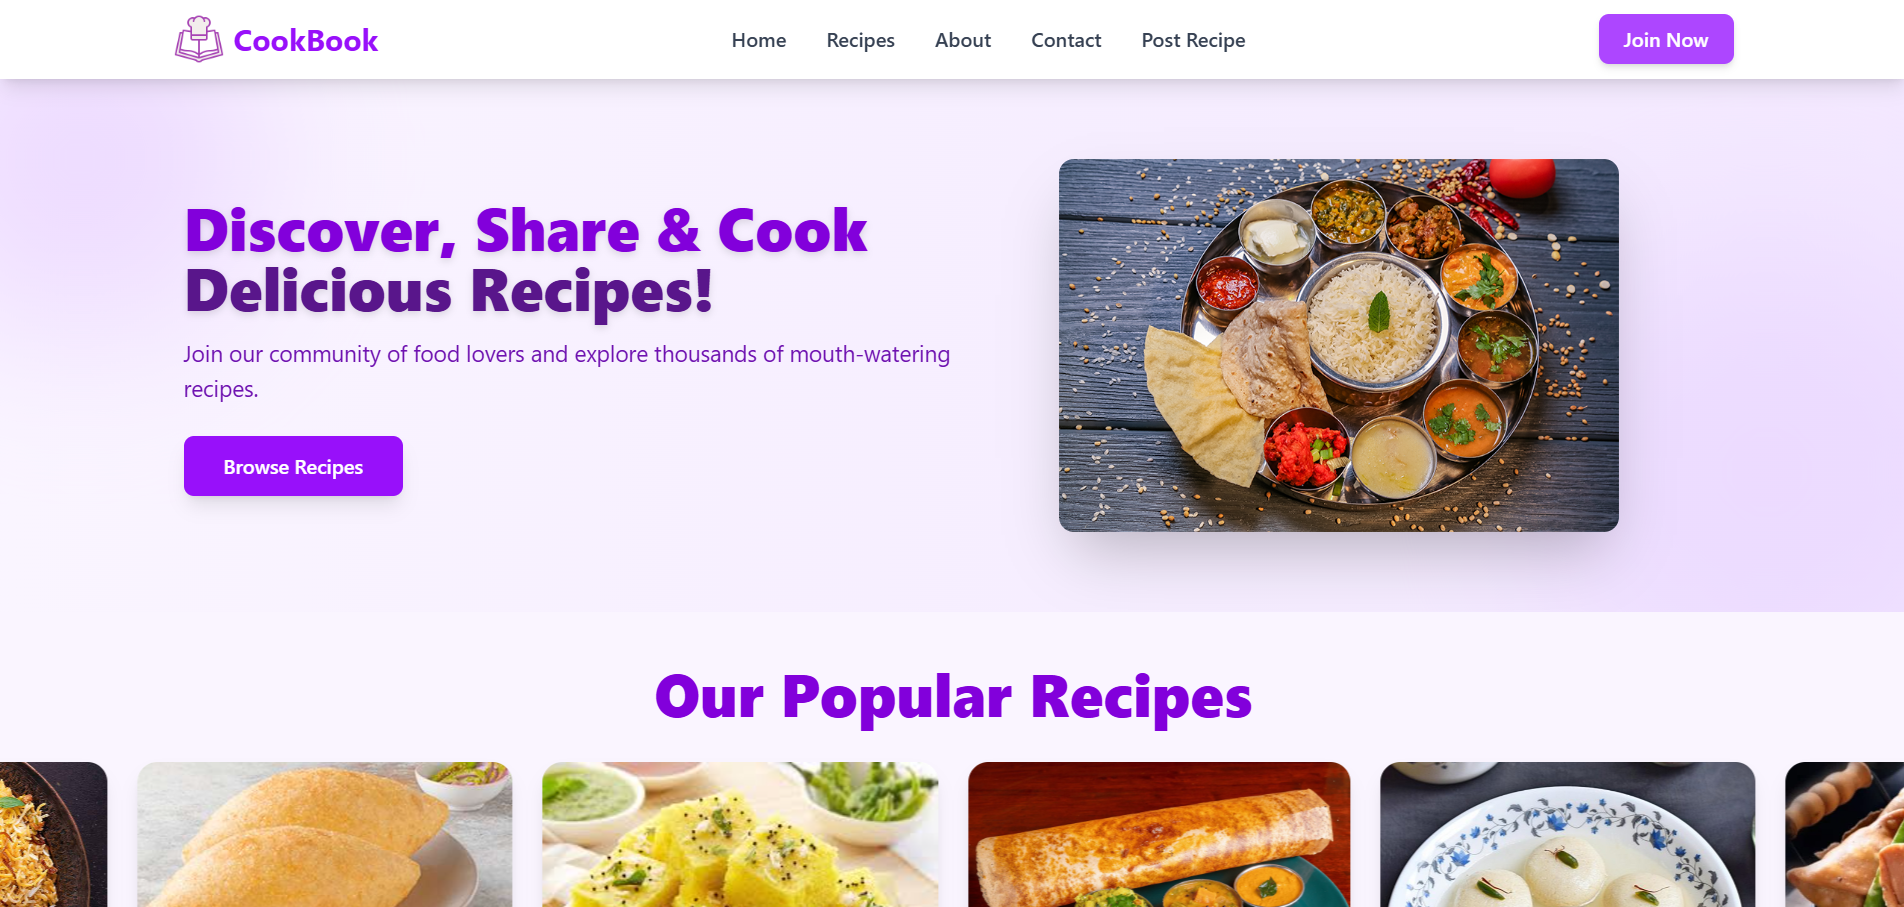 CookBook
Home
Recipes
About
Contact
Post Recipe
Join Now
Discover, Share & Cook
Delicious Recipes!
Join our community of food lovers and explore thousands of mouth-watering
recipes.
Browse Recipes
Our Popular Recipes